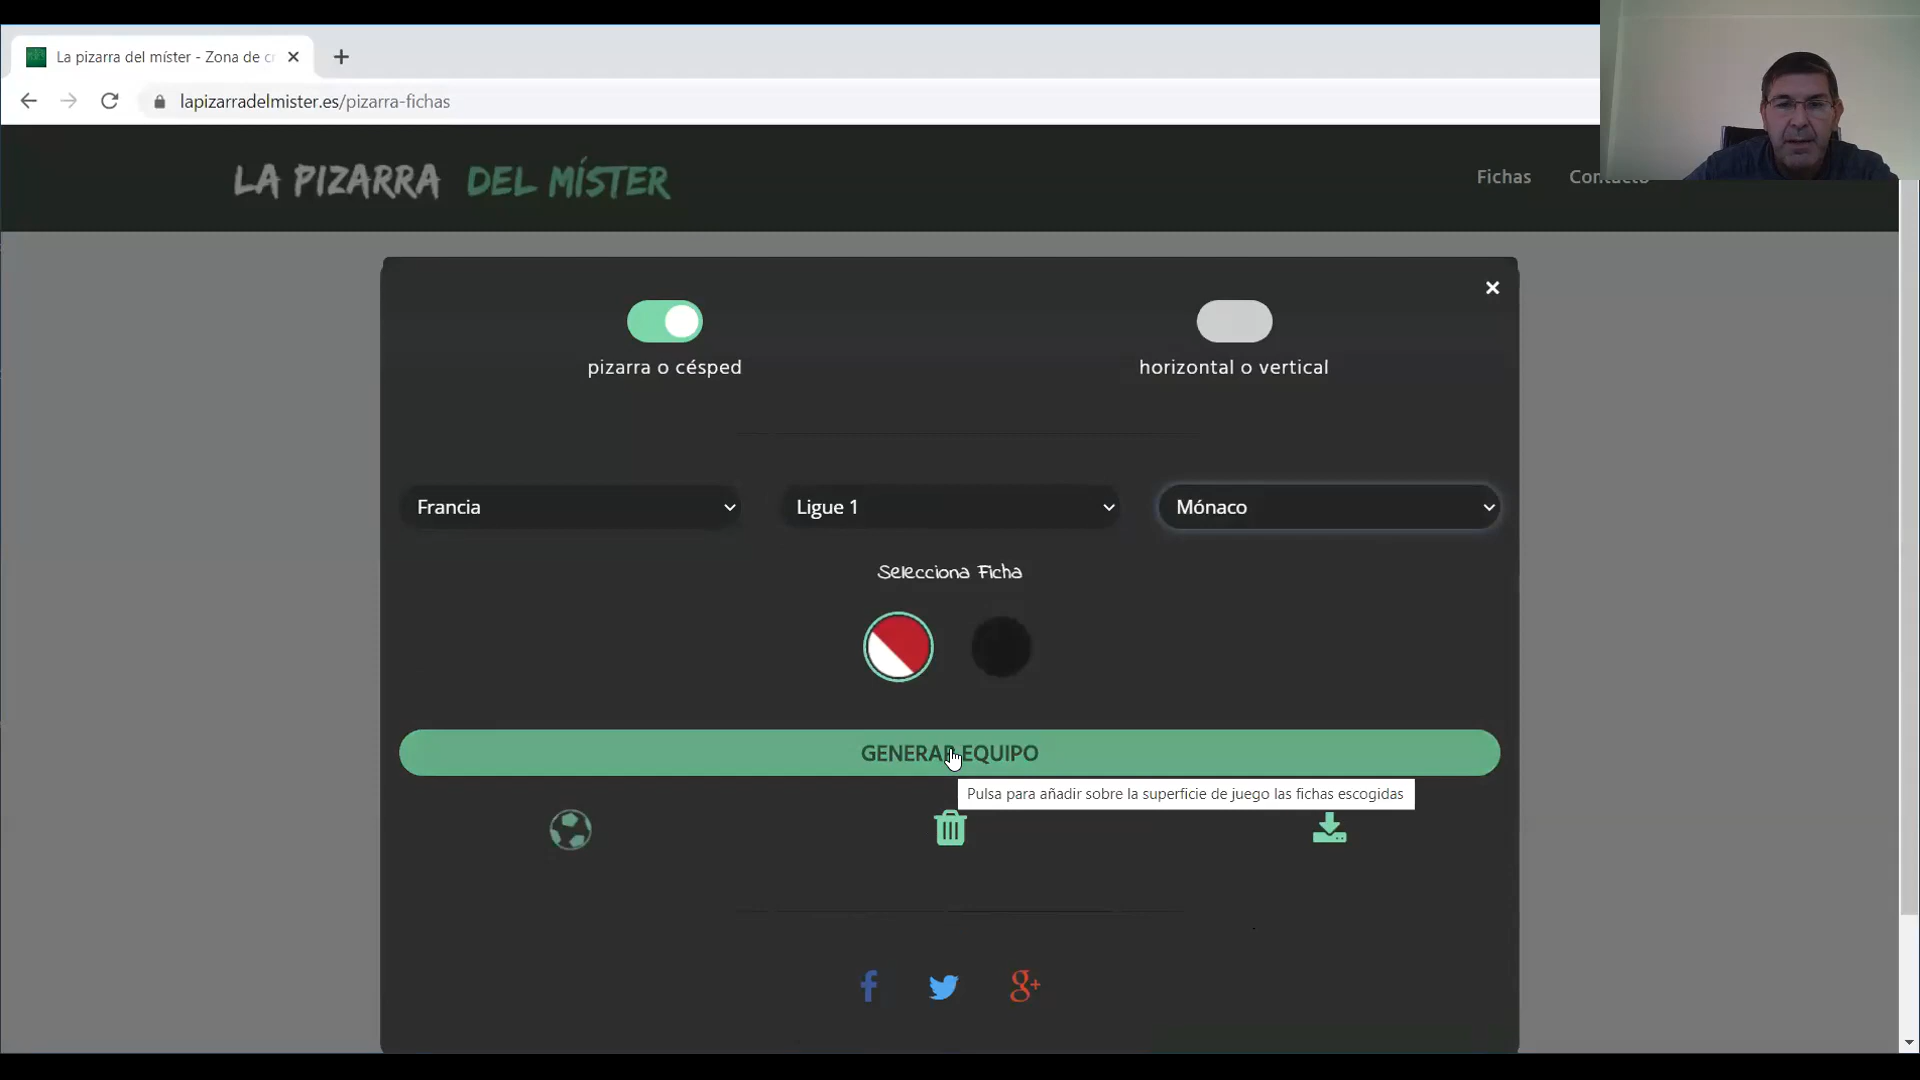 La pizarra del míster - Zona de c
lapizarradelmister.es/pizarra-fichas
LA PIZARRA DEL MÍSTER
Fichas
Contacto
pizarra o césped
horizontal o vertical
Francia
Ligue 1
Mónaco
Selecciona Ficha
GENERAR EQUIPO
Pulsa para añadir sobre la superficie de juego las fichas escogidas